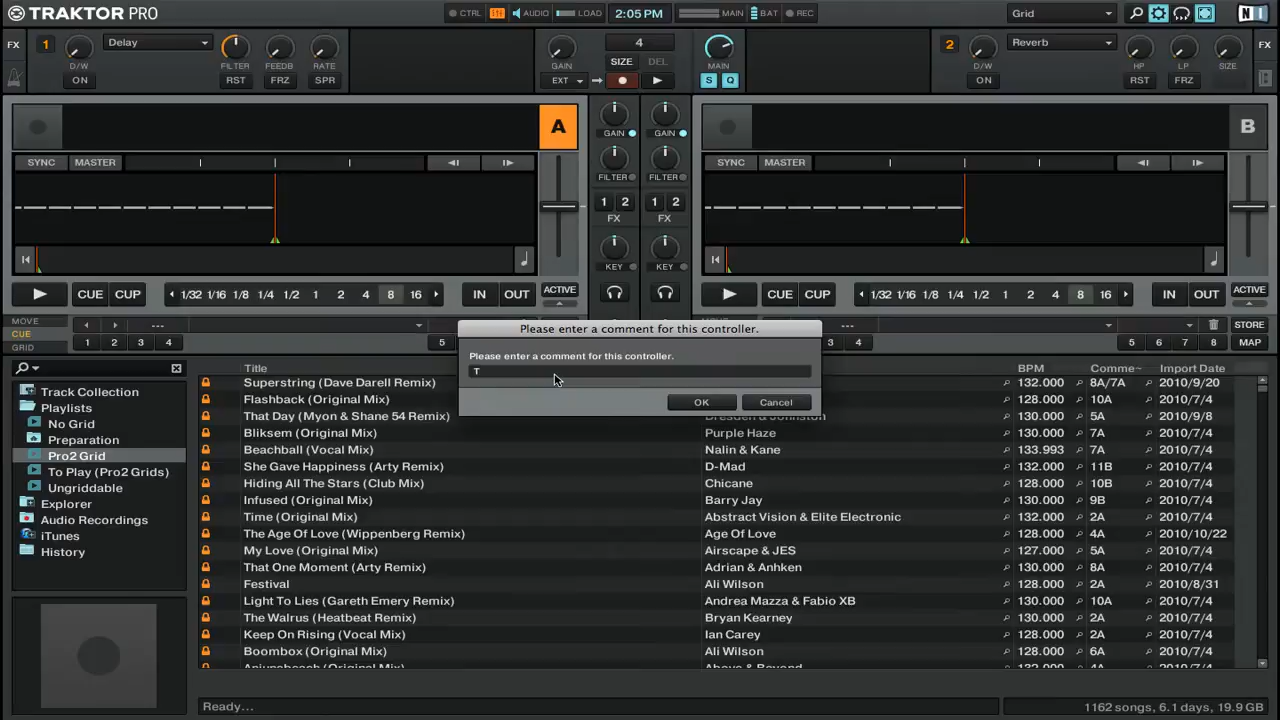 TRAKTOR PRO
CTRL AUDIO LOAD 2:05 PM MAIN BAT REC Grid
FX 1 Delay D/W FILTER FEEDB RATE ON RST FRZ SPR
GAIN 4 SIZE DEL MAIN EXT S Q
2 Reverb D/W HP LP SIZE ON RST FRZ FX
A
B
SYNC MASTER
SYNC MASTER
GAIN GAIN
FILTER FILTER
1 2 1 2
FX FX
KEY KEY
CUE CUP 1/32 1/16 1/8 1/4 1/2 1 2 4 8 16 IN OUT ACTIVE
CUE CUP 1/32 1/16 1/8 1/4 1/2 1 2 4 8 16 IN OUT ACTIVE
MOVE --- --- STORE
CUE
GRID 1 2 3 4 5 3 4 5 6 7 8 MAP
Please enter a comment for this controller.
Please enter a comment for this controller.
T
OK Cancel
Track Collection
Playlists
No Grid
Preparation
Pro2 Grid
To Play (Pro2 Grids)
Ungriddable
Explorer
Audio Recordings
iTunes
History
Title BPM Comme~ Import Date
Superstring (Dave Darell Remix) 132.000 8A/7A 2010/9/20
Flashback (Original Mix) 128.000 10A 2010/7/4
That Day (Myon & Shane 54 Remix) Dresden & Johnston 130.000 5A 2010/9/8
Bliksem (Original Mix) Purple Haze 130.000 7A 2010/7/4
Beachball (Vocal Mix) Nalin & Kane 133.993 7A 2010/7/4
She Gave Happiness (Arty Remix) D-Mad 132.000 11B 2010/7/4
Hiding All The Stars (Club Mix) Chicane 128.000 10B 2010/7/4
Infused (Original Mix) Barry Jay 130.000 9B 2010/7/4
Time (Original Mix) Abstract Vision & Elite Electronic 132.000 2A 2010/7/4
The Age Of Love (Wippenberg Remix) Age Of Love 128.000 4A 2010/10/22
My Love (Original Mix) Airscape & JES 127.000 5A 2010/7/4
That One Moment (Arty Remix) Adrian & Anhken 130.000 8A 2010/7/4
Festival Ali Wilson 128.000 2A 2010/8/31
Light To Lies (Gareth Emery Remix) Andrea Mazza & Fabio XB 130.000 10A 2010/7/4
The Walrus (Heatbeat Remix) Bryan Kearney 130.000 2A 2010/7/4
Keep On Rising (Vocal Mix) Ian Carey 128.000 2A 2010/7/4
Boombox (Original Mix) Ali Wilson 128.000 6A 2010/7/4
Anjunabeach (Original Mix) Above & Beyond 132.000 4A 2010/7/4
Ready...
1162 songs, 6.1 days, 19.9 GB